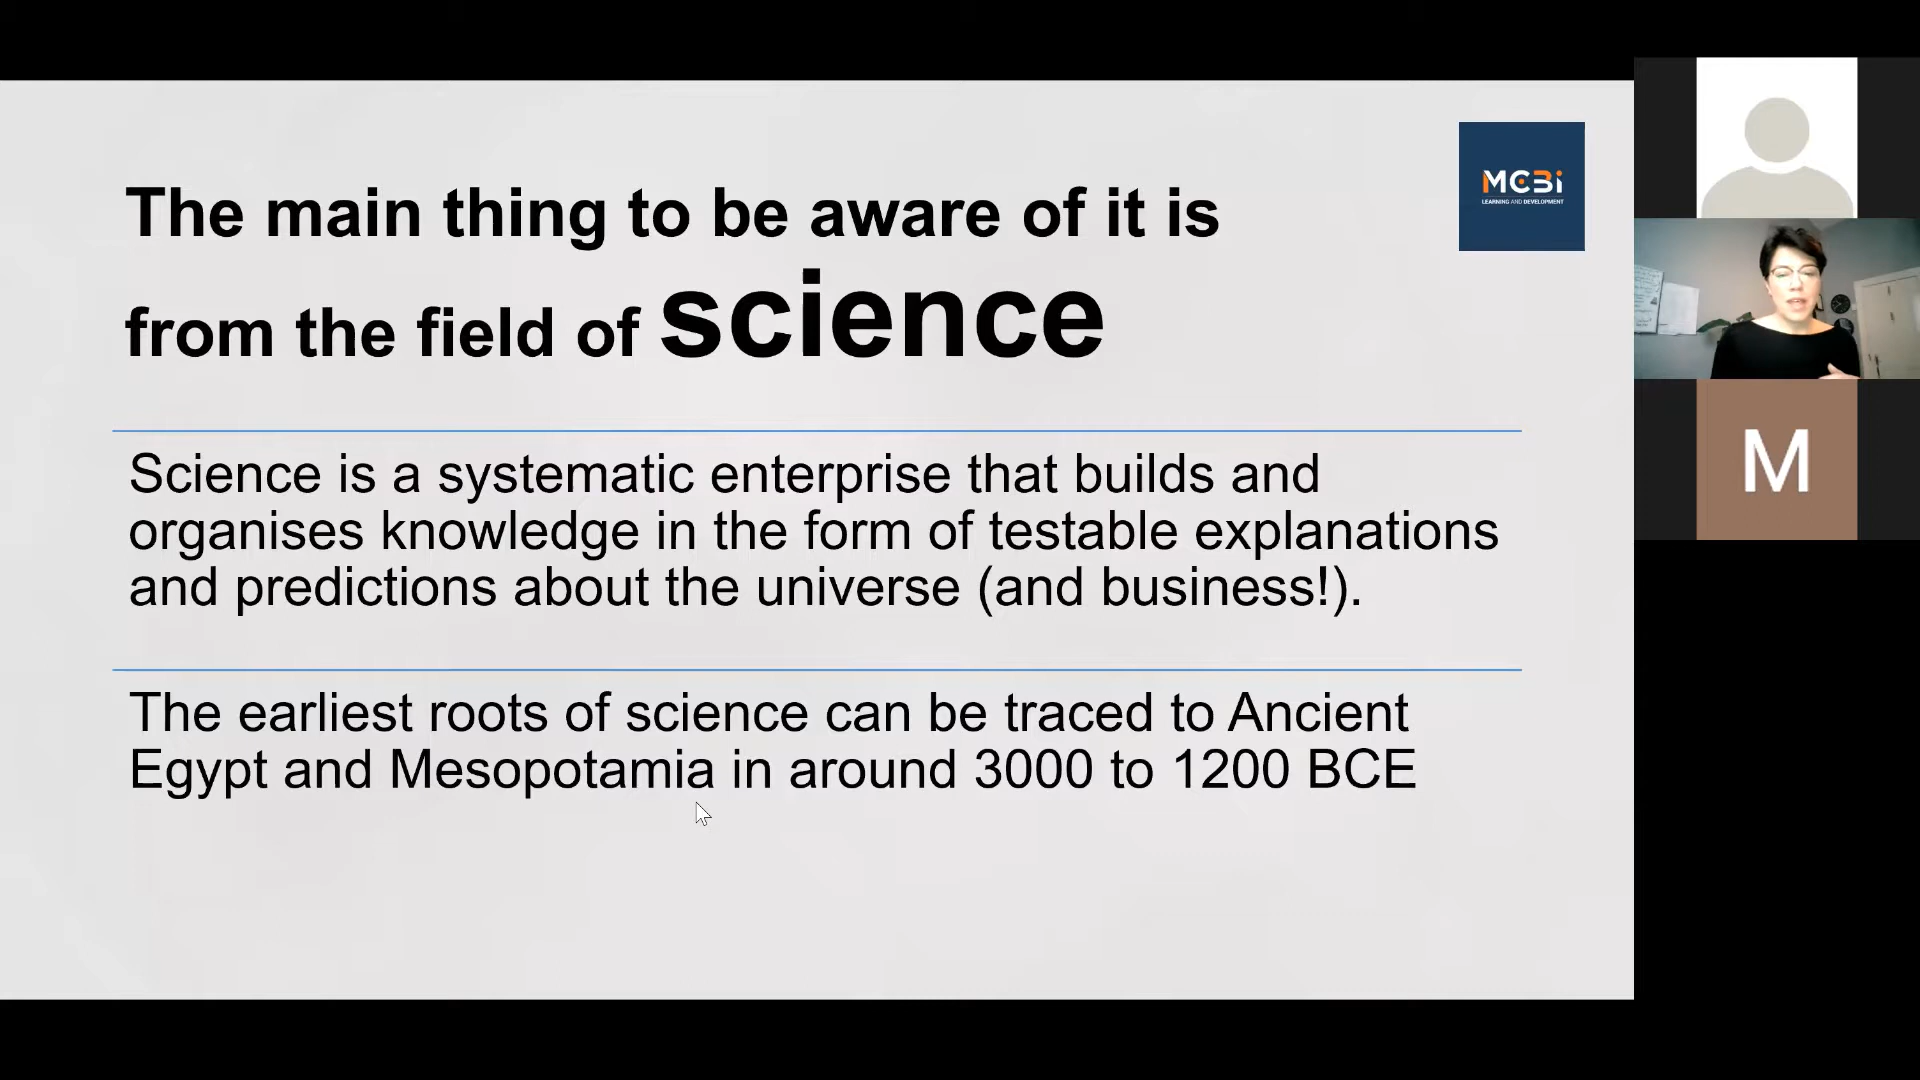 The main thing to be aware of it is
from the field of science
MCBi
LEARNING AND DEVELOPMENT
Science is a systematic enterprise that builds and
organises knowledge in the form of testable explanations
and predictions about the universe (and business!).
The earliest roots of science can be traced to Ancient
Egypt and Mesopotamia in around 3000 to 1200 BCE
M